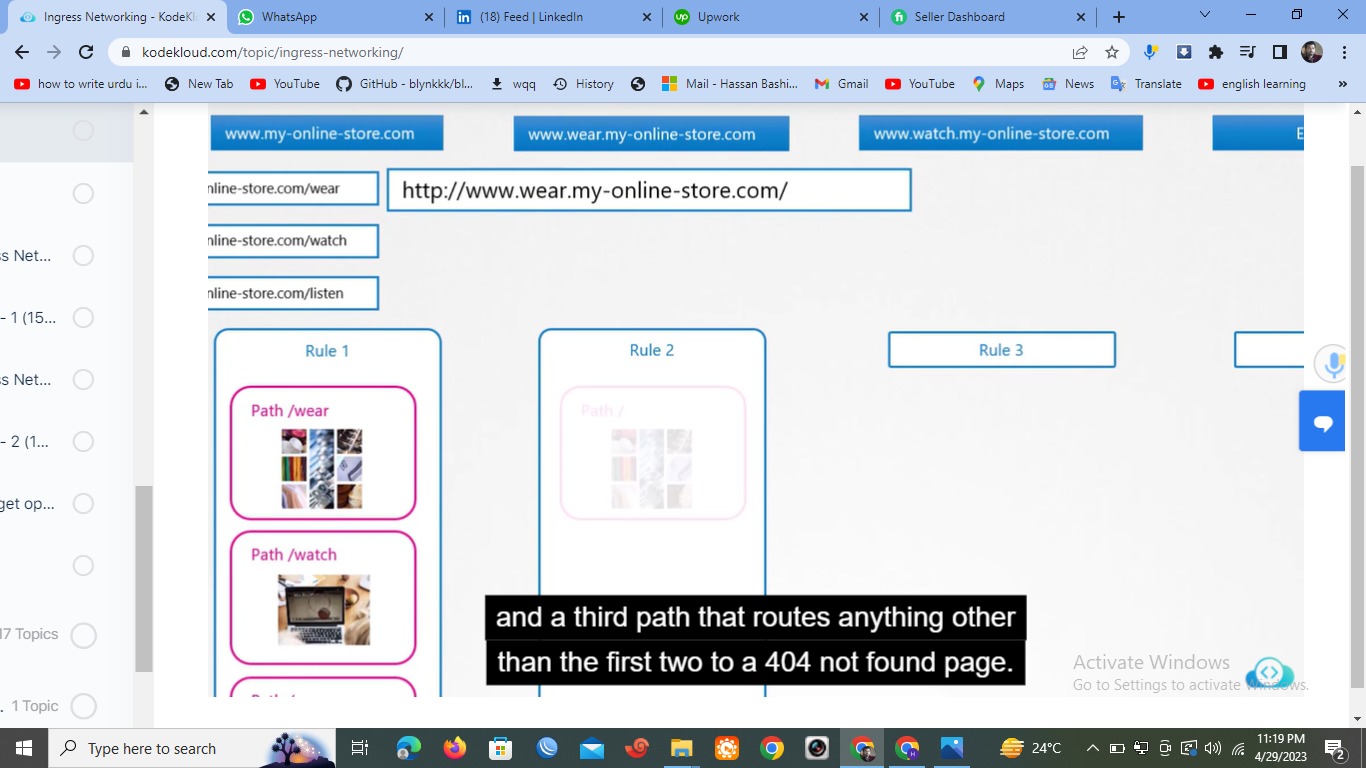 Ingress Networking - KodeKl
WhatsApp
(18) Feed | LinkedIn
Upwork
Seller Dashboard
kodekloud.com/topic/ingress-networking/
how to write urdu i...
New Tab
YouTube
GitHub - blynkkk/bl...
wqq
History
Mail - Hassan Bashi...
Gmail
YouTube
Maps
News
Translate
english learning
»
www.my-online-store.com
www.wear.my-online-store.com
www.watch.my-online-store.com
E
nline-store.com/wear
http://www.wear.my-online-store.com/
nline-store.com/watch
nline-store.com/listen
s Net...
- 1 (15...
ss Net...
- 2 (1...
get op...
17 Topics
. 1 Topic
Rule 1
Rule 2
Rule 3
Path /wear
Path /
Path /watch
and a third path that routes anything other
than the first two to a 404 not found page.
Activate Windows
Go to Settings to activate Windows.
Type here to search
24°C
11:19 PM
4/29/2023
2